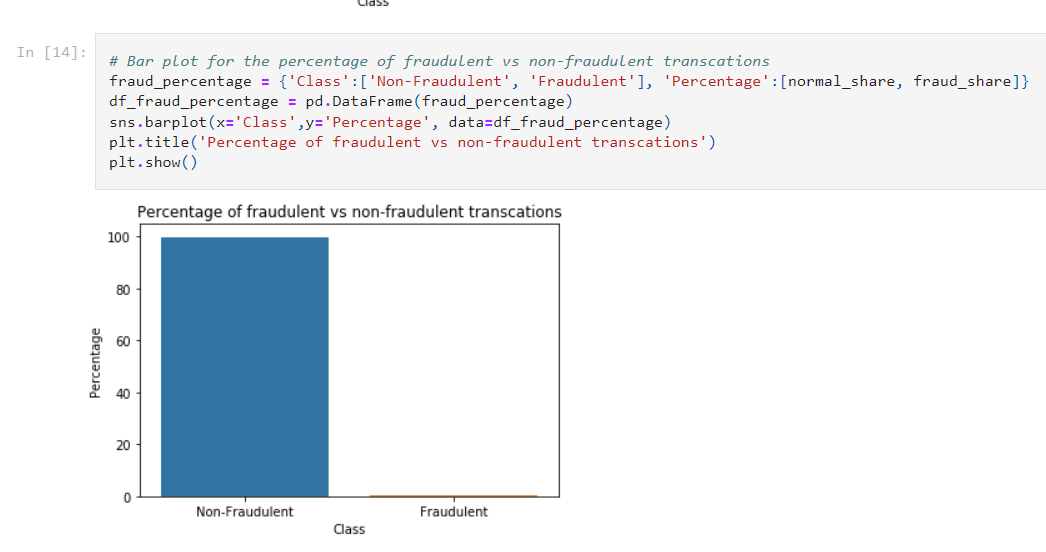 Class
In [14]:
# Bar plot for the percentage of fraudulent vs non-fraudulent transcations
fraud_percentage = {'Class':['Non-Fraudulent', 'Fraudulent'], 'Percentage':[normal_share, fraud_share]}
df_fraud_percentage = pd.DataFrame(fraud_percentage)
sns.barplot(x='Class',y='Percentage', data=df_fraud_percentage)
plt.title('Percentage of fraudulent vs non-fraudulent transcations')
plt.show()
Percentage of fraudulent vs non-fraudulent transcations
100
80
60
40
20
0
Percentage
Non-Fraudulent Fraudulent
Class